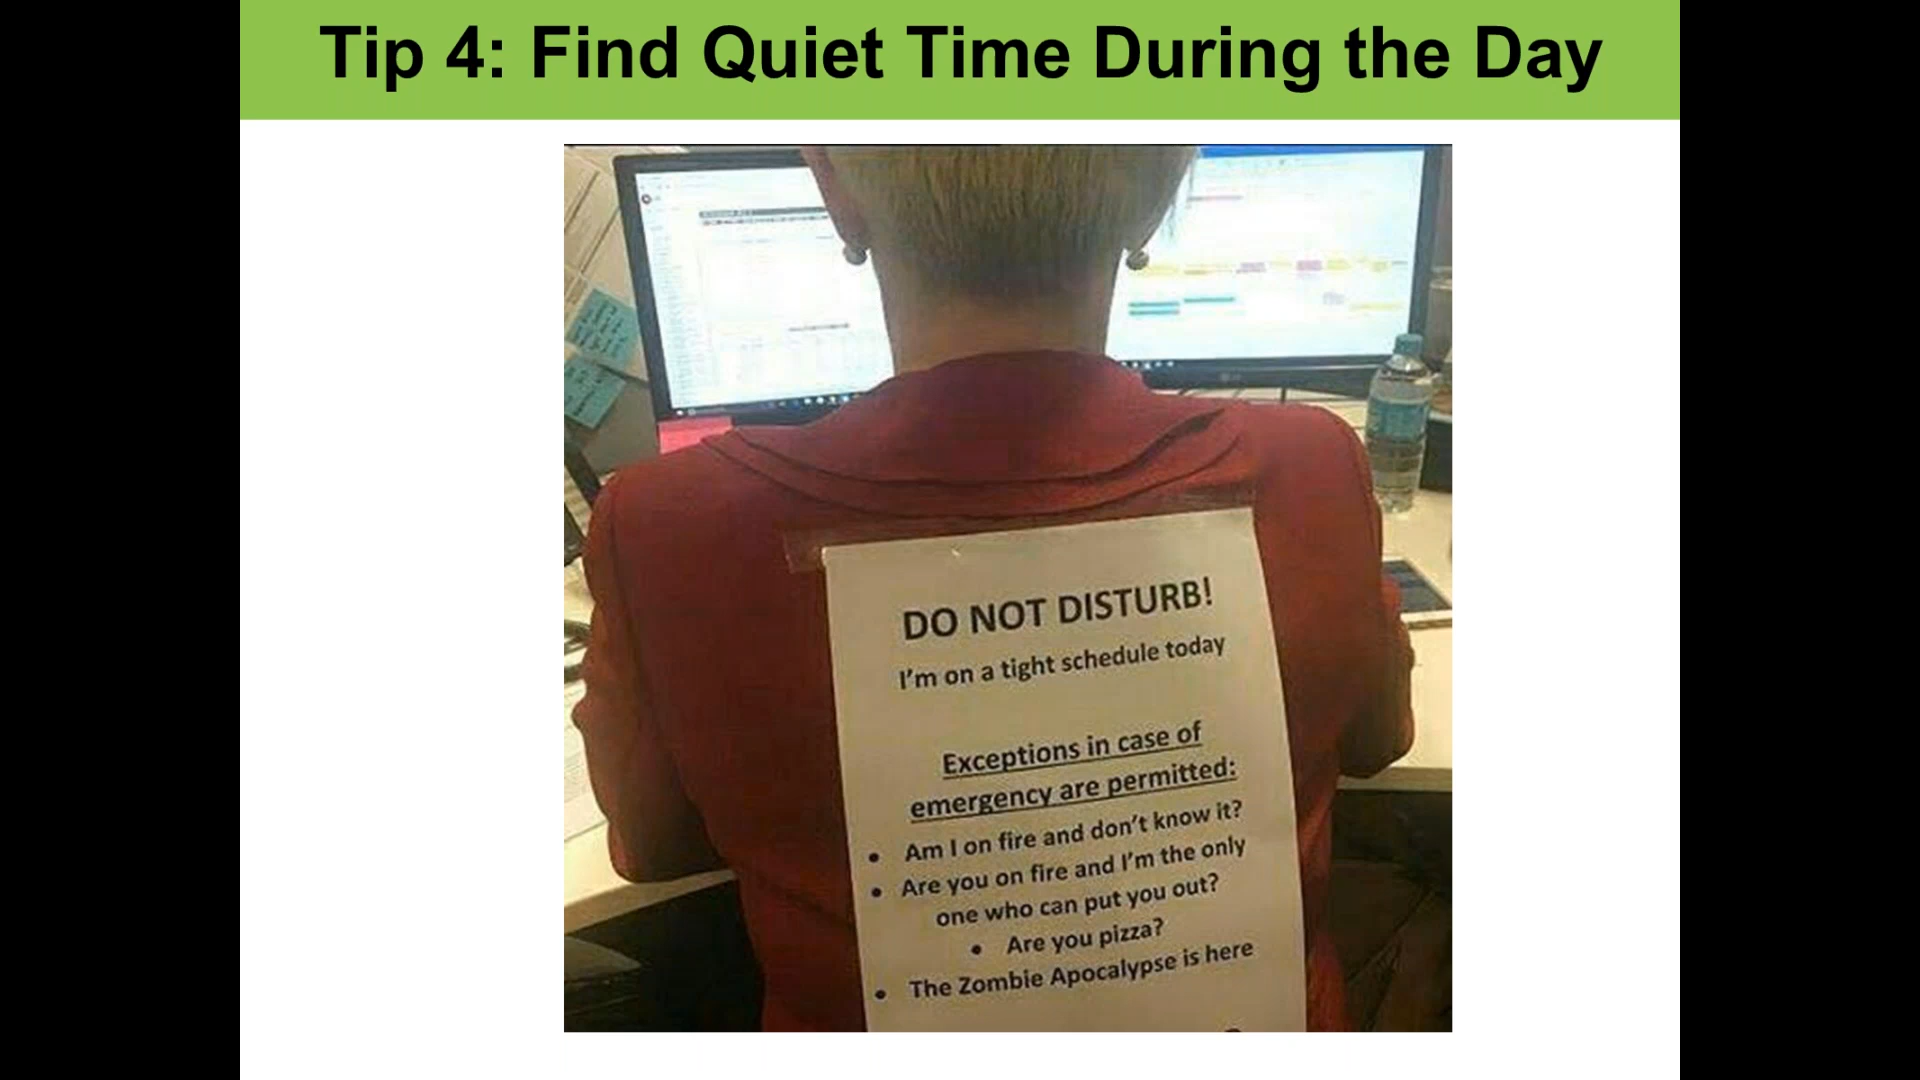 Tip 4: Find Quiet Time During the Day
DO NOT DISTURB!
I'm on a tight schedule today
Exceptions in case of
emergency are permitted:
• Am I on fire and don't know it?
• Are you on fire and I'm the only
one who can put you out?
• Are you pizza?
• The Zombie Apocalypse is here